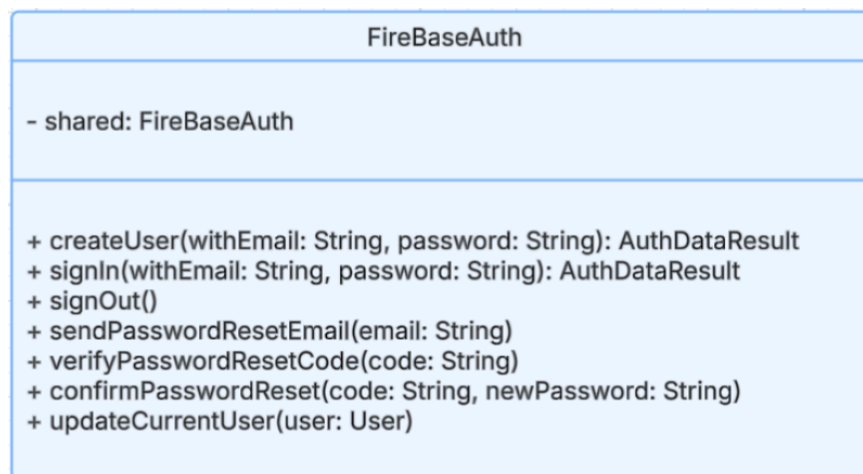 FireBaseAuth
- shared: FireBaseAuth
+ createUser(withEmail: String, password: String): AuthDataResult
+ signIn(withEmail: String, password: String): AuthDataResult
+ signOut()
+ sendPasswordResetEmail(email: String)
+ verifyPasswordResetCode(code: String)
+ confirmPasswordReset(code: String, newPassword: String)
+ updateCurrentUser(user: User)